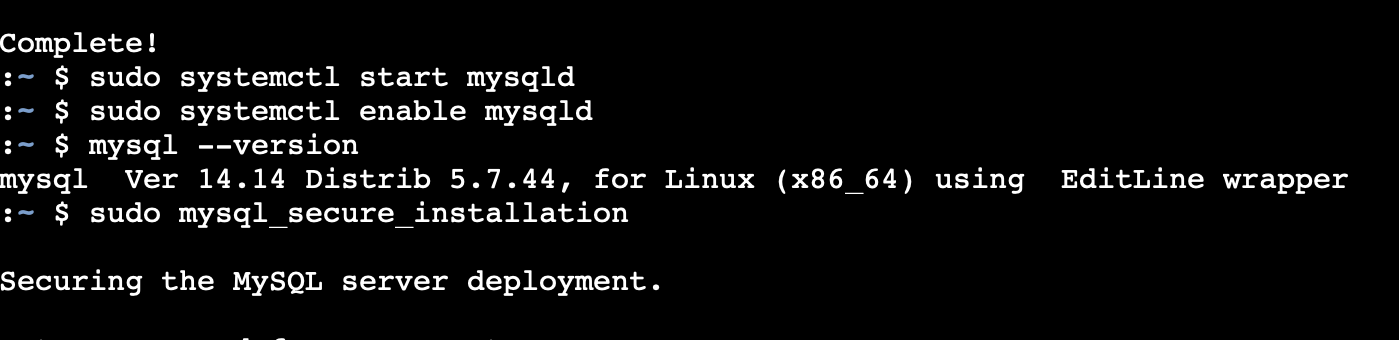 Complete!
:~ $ sudo systemctl start mysqld
:~ $ sudo systemctl enable mysqld
:~ $ mysql --version
mysql  Ver 14.14 Distrib 5.7.44, for Linux (x86_64) using  EditLine wrapper
:~ $ sudo mysql_secure_installation
Securing the MySQL server deployment.